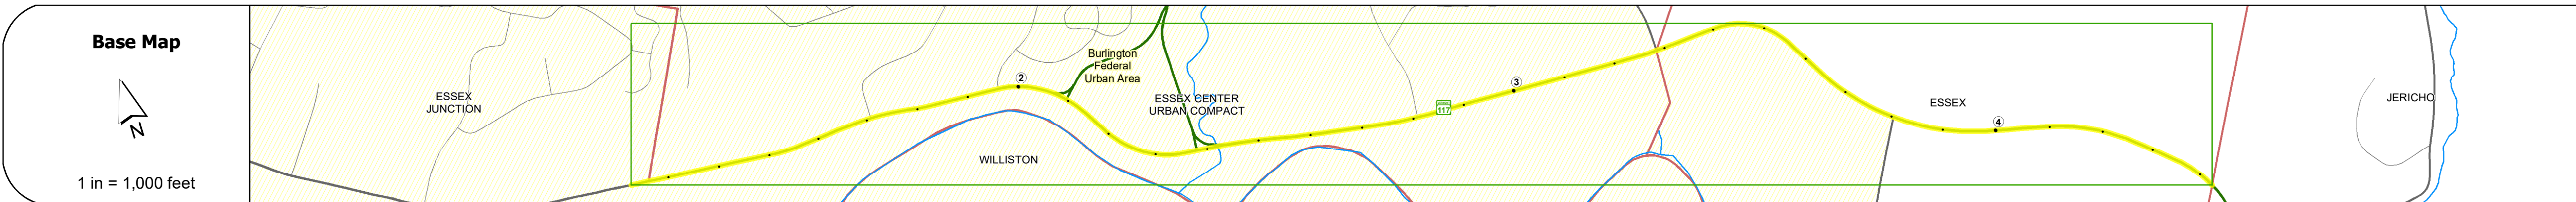 Base Map
N
1 in = 1,000 feet
ESSEX
JUNCTION
2
Burlington
Federal
Urban Area
ESSEX CENTER
URBAN COMPACT
WILLISTON
117
3
ESSEX
4
JERICHO